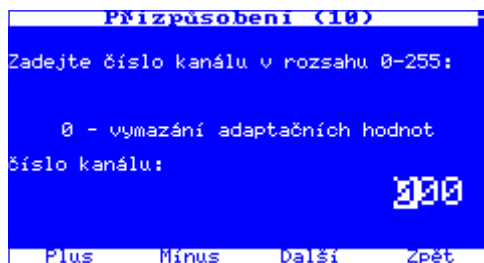 Přizpůsobení (10)
Zadejte číslo kanálu v rozsahu 0-255:
0 - vymazání adaptačních hodnot
číslo kanálu:
000
Plus Mínus Další Zpět